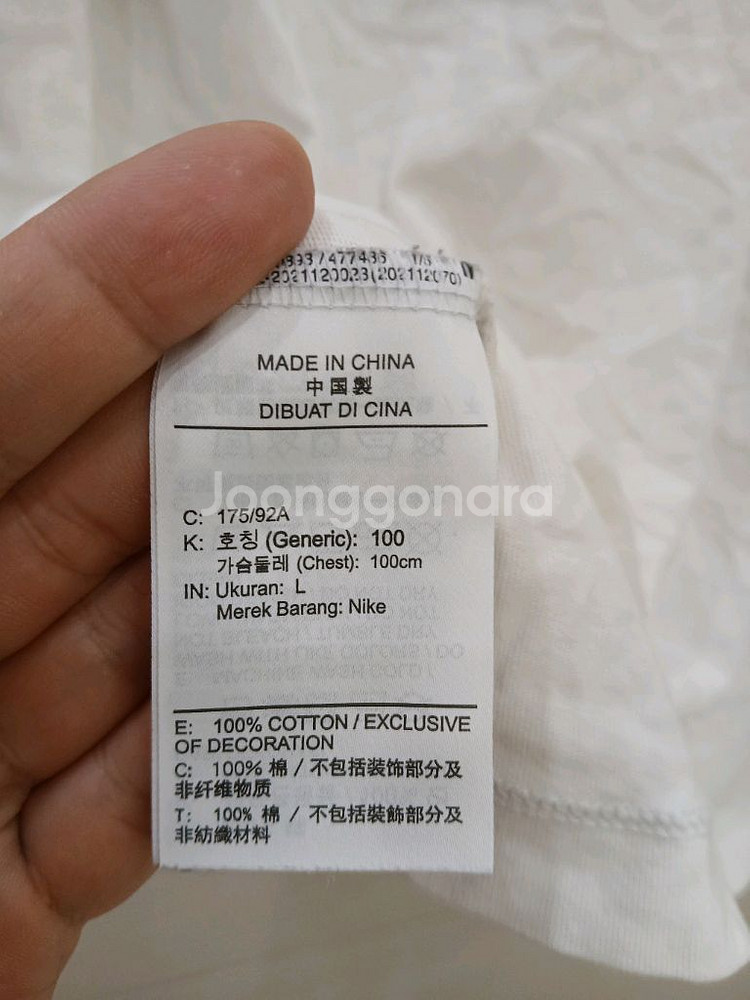 MADE IN CHINA
中国製
DIBUAT DI CINA
Joonggonara
C: 175/92A
K: 호칭 (Generic): 100
가슴둘레 (Chest): 100cm
IN: Ukuran: L
Merek Barang: Nike
E: 100% COTTON / EXCLUSIVE
OF DECORATION
C: 100% 棉 / 不包括装饰部分及
非纤维物质
T: 100% 棉 / 不包括裝飾部分及
非紡織材料